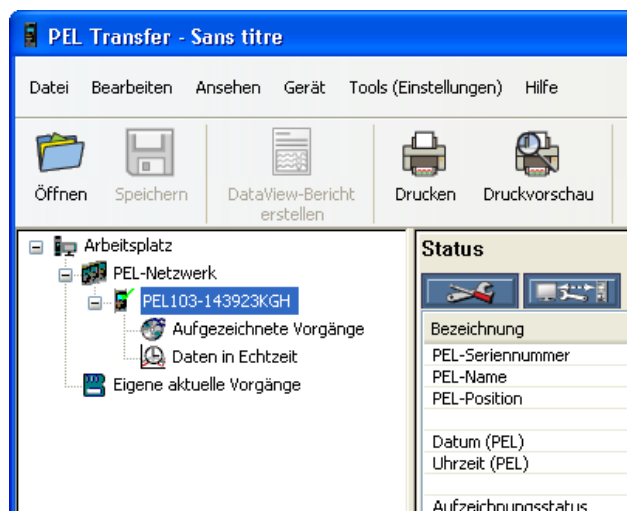 PEL Transfer - Sans titre
Datei Bearbeiten Ansehen Gerät Tools (Einstellungen) Hilfe
Öffnen Speichern DataView-Bericht erstellen Drucken Druckvorschau
Arbeitsplatz
PEL-Netzwerk
PEL103-143923KGH
Aufgezeichnete Vorgänge
Daten in Echtzeit
Eigene aktuelle Vorgänge
Status
Bezeichnung
PEL-Seriennummer
PEL-Name
PEL-Position
Datum (PEL)
Uhrzeit (PEL)
Aufzeichnungsstatus